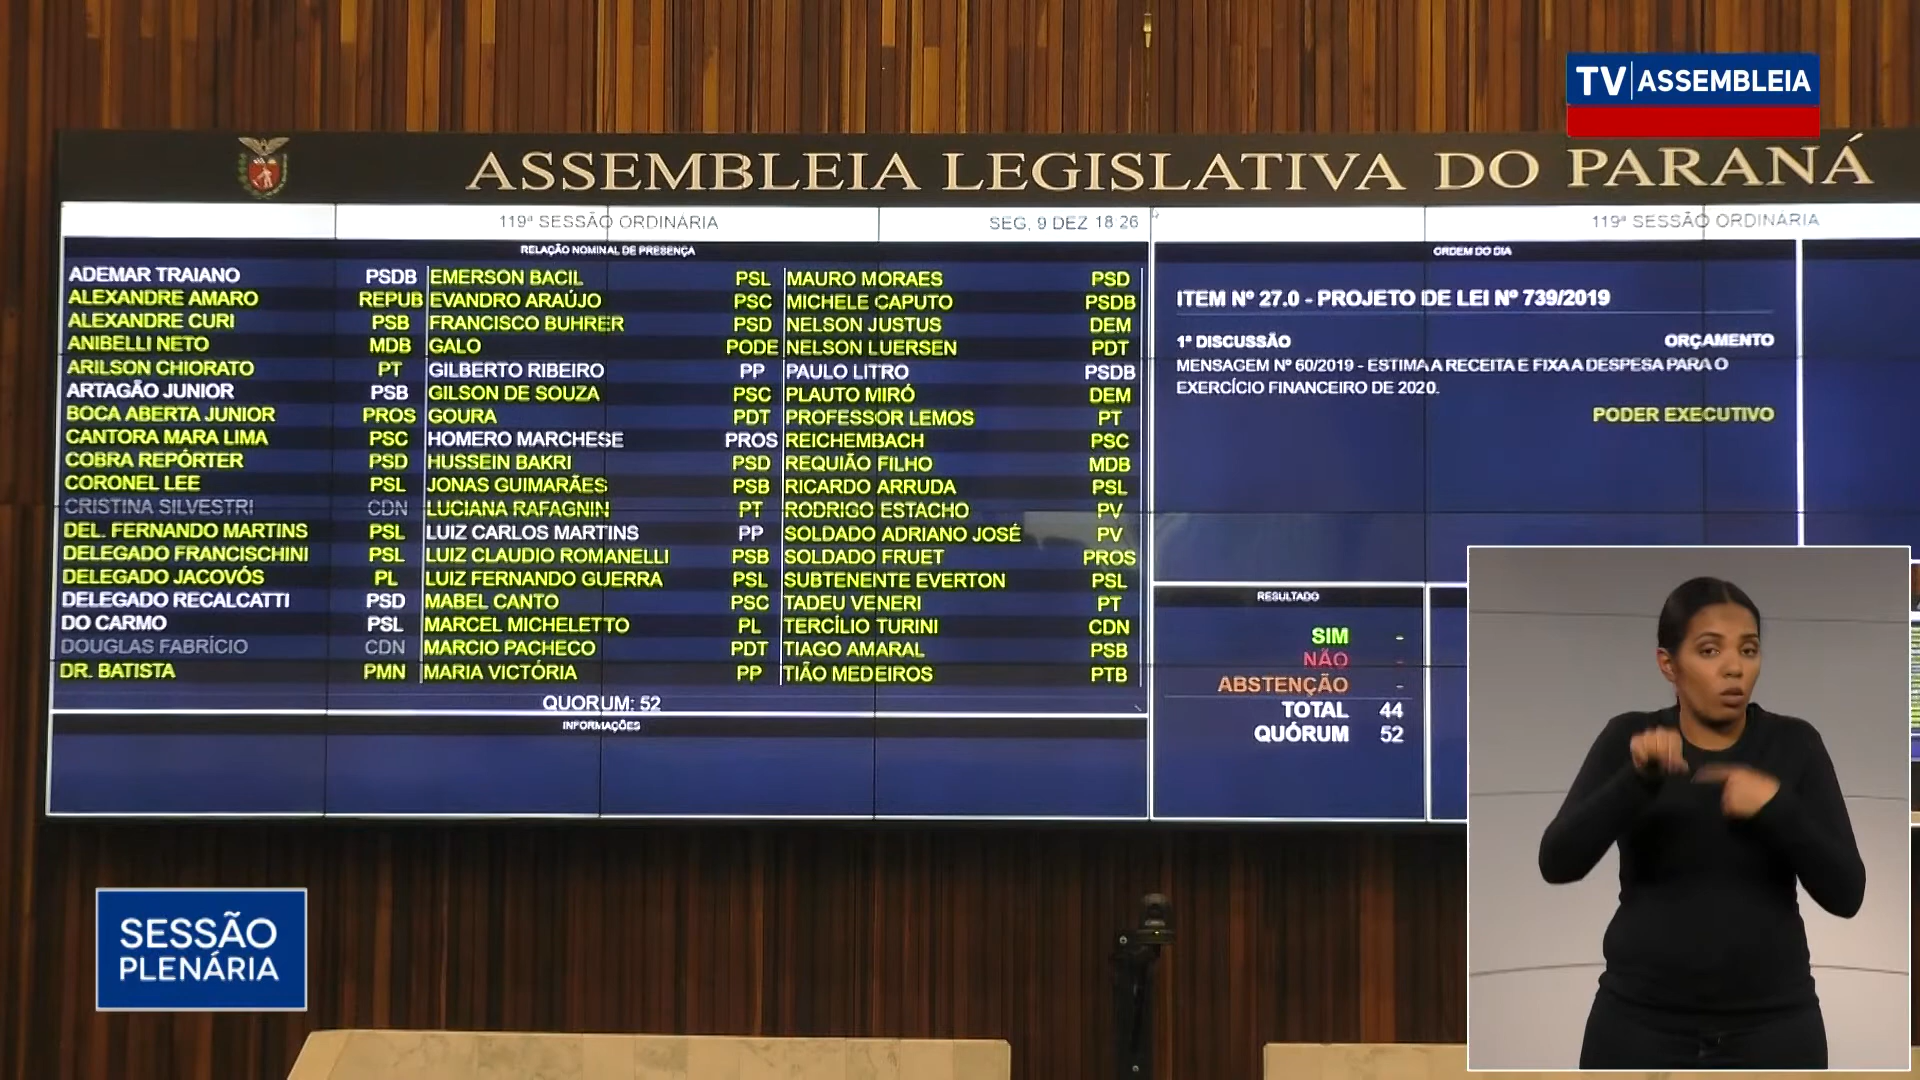 TV ASSEMBLEIA
ASSEMBLEIA LEGISLATIVA DO PARANÁ
119ª SESSÃO ORDINÁRIA
SEG, 9 DEZ 18:26
RELAÇÃO NOMINAL DE PRESENÇA
ADEMAR TRAIANO PSDB
ALEXANDRE AMARO REPUB
ALEXANDRE CURI PSB
ANIBELLI NETO MDB
ARILSON CHIORATO PT
ARTAGÃO JUNIOR PSB
BOCA ABERTA JUNIOR PROS
CANTORA MARA LIMA PSC
COBRA REPÓRTER PSD
CORONEL LEE PSL
CRISTINA SILVESTRI CDN
DEL. FERNANDO MARTINS PSL
DELEGADO FRANCISCHINI PSL
DELEGADO JACOVÓS PL
DELEGADO RECALCATTI PSD
DO CARMO PSL
DOUGLAS FABRÍCIO CDN
DR. BATISTA PMN
EMERSON BACIL PSL
EVANDRO ARAÚJO PSC
FRANCISCO BUHRER PSD
GALO PODE
GILBERTO RIBEIRO PP
GILSON DE SOUZA PSC
GOURA PDT
HOMERO MARCHESE PROS
HUSSEIN BAKRI PSD
JONAS GUIMARÃES PSB
LUCIANA RAFAGNIN PT
LUIZ CARLOS MARTINS PP
LUIZ CLAUDIO ROMANELLI PSB
LUIZ FERNANDO GUERRA PSL
MABEL CANTO PSC
MARCEL MICHELETTO PL
MARCIO PACHECO PDT
MARIA VICTÓRIA PP
MAURO MORAES PSD
MICHELE CAPUTO PSDB
NELSON JUSTUS DEM
NELSON LUERSEN PDT
PAULO LITRO PSDB
PLAUTO MIRÓ DEM
PROFESSOR LEMOS PT
REICHEMBACH PSC
REQUIÃO FILHO MDB
RICARDO ARRUDA PSL
RODRIGO ESTACHO PV
SOLDADO ADRIANO JOSÉ PV
SOLDADO FRUET PROS
SUBTENENTE EVERTON PSL
TADEU VENERI PT
TERCÍLIO TURINI CDN
TIAGO AMARAL PSB
TIÃO MEDEIROS PTB
QUORUM: 52
INFORMAÇÕES
119ª SESSÃO ORDINÁRIA
ORDEM DO DIA
ITEM Nº 27.0 - PROJETO DE LEI Nº 739/2019
1ª DISCUSSÃO ORÇAMENTO
MENSAGEM Nº 60/2019 - ESTIMA A RECEITA E FIXA A DESPESA PARA O
EXERCÍCIO FINANCEIRO DE 2020.
PODER EXECUTIVO
RESULTADO
SIM -
NÃO -
ABSTENÇÃO -
TOTAL 44
QUÓRUM 52
SESSÃO
PLENÁRIA